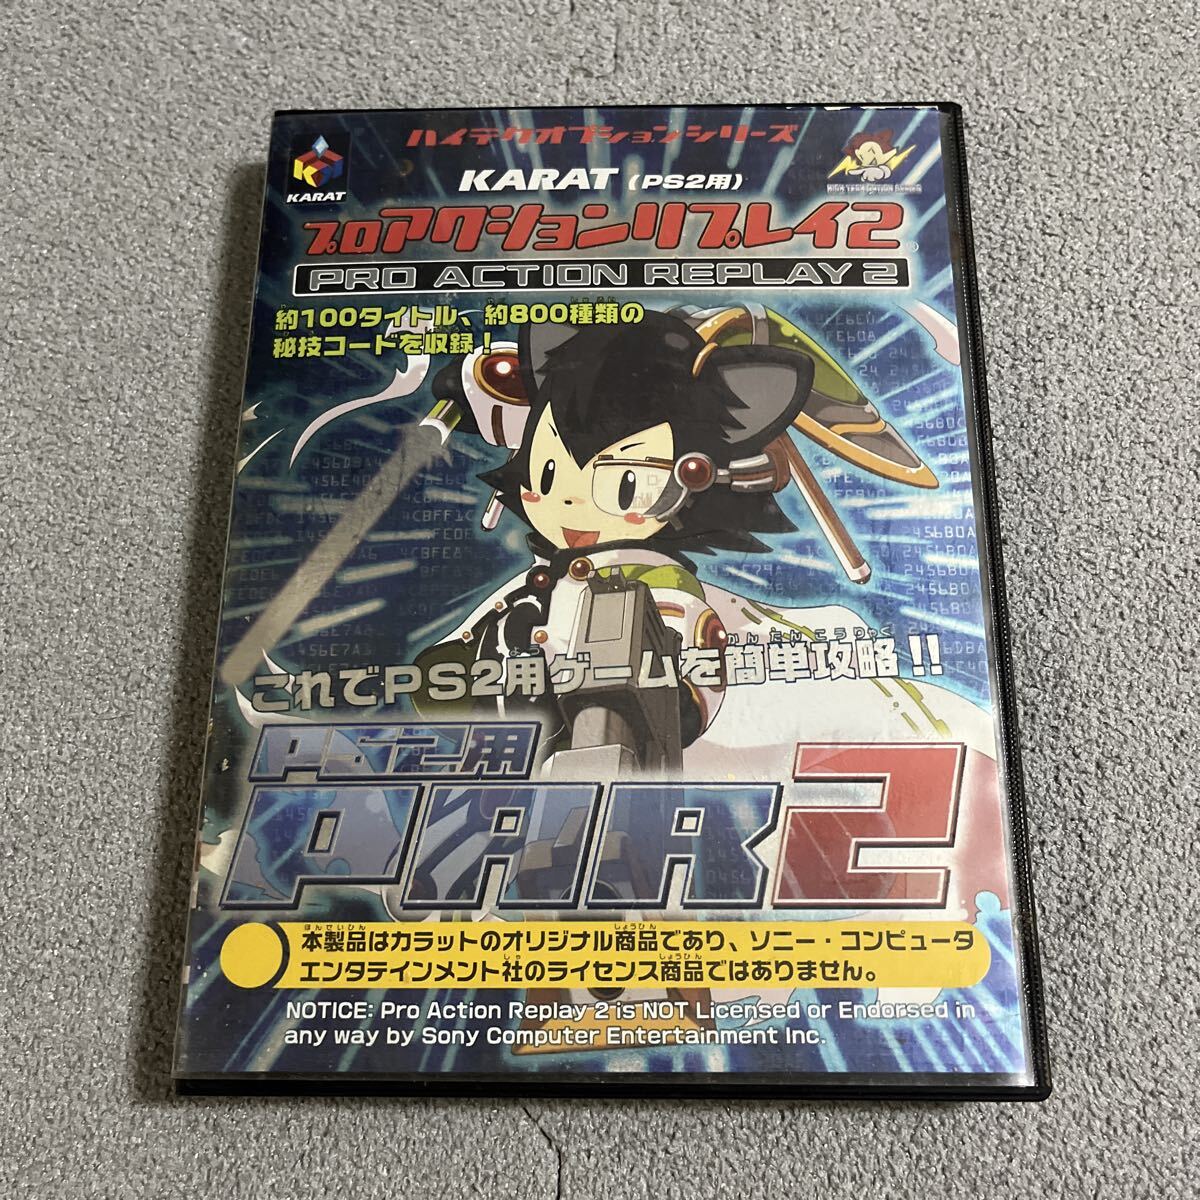 ハイテクオプションシリーズ
KARAT
KARAT (PS2用)
プロアクションリプレイ2®
PRO ACTION REPLAY 2
約100タイトル、約800種類の
秘技コードを収録!
これでPS2用ゲームを簡単攻略!!
PS2用
PAR2
本製品はカラットのオリジナル商品であり、ソニー・コンピュータ
エンタテインメント社のライセンス商品ではありません。
NOTICE: Pro Action Replay 2 is NOT Licensed or Endorsed in
any way by Sony Computer Entertainment Inc.